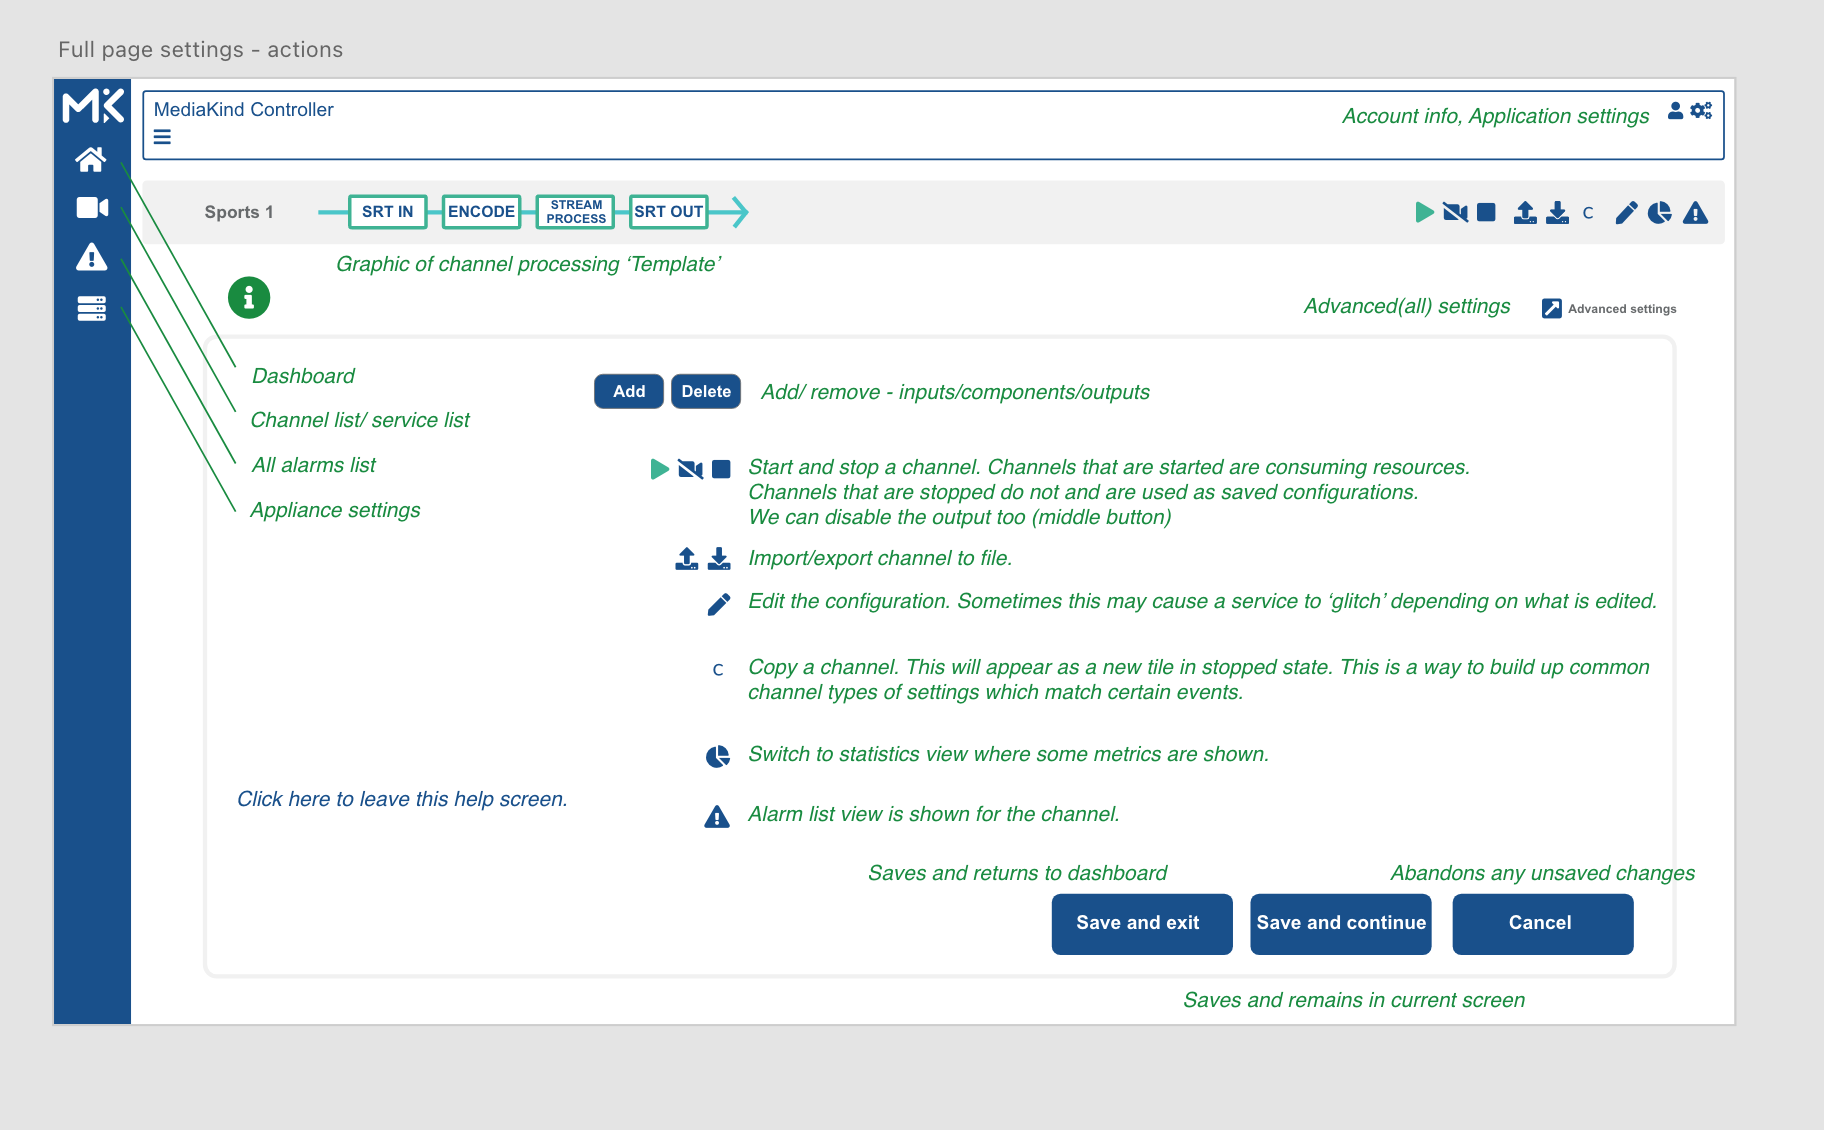 Full page settings - actions
MK
MediaKind Controller
Account info, Application settings
Sports 1
SRT IN
ENCODE
STREAM
PROCESS
SRT OUT
C
Graphic of channel processing ‘Template’
Advanced(all) settings
Advanced settings
Dashboard
Channel list/ service list
All alarms list
Appliance settings
Add
Delete
Add/ remove - inputs/components/outputs
Start and stop a channel. Channels that are started are consuming resources.
Channels that are stopped do not and are used as saved configurations.
We can disable the output too (middle button)
Import/export channel to file.
Edit the configuration. Sometimes this may cause a service to ‘glitch’ depending on what is edited.
C
Copy a channel. This will appear as a new tile in stopped state. This is a way to build up common
channel types of settings which match certain events.
Switch to statistics view where some metrics are shown.
Click here to leave this help screen.
Alarm list view is shown for the channel.
Saves and returns to dashboard
Abandons any unsaved changes
Save and exit
Save and continue
Cancel
Saves and remains in current screen